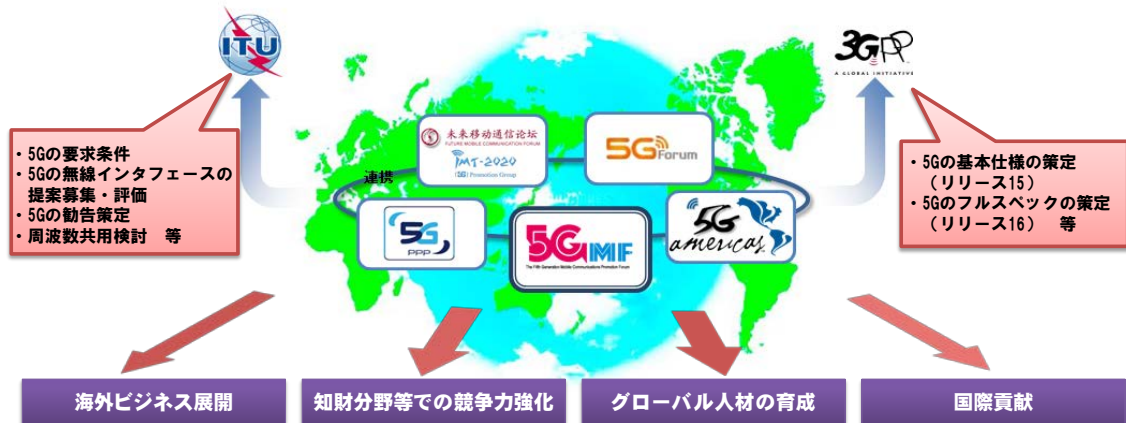 ITU
3GPP
A GLOBAL INITIATIVE
・5Gの要求条件
・5Gの無線インタフェースの
提案募集・評価
・5Gの勧告策定
・周波数共用検討 等
・5Gの基本仕様の策定
（リリース15）
・5Gのフルスペックの策定
（リリース16） 等
未来移动通信论坛
FUTURE MOBILE COMMUNICATION FORUM
IMT-2020
(5G) Promotion Group
5G Forum
連携
5G
PPP
5GMF
The Fifth Generation Mobile Communications Promotion Forum
5G
americas
海外ビジネス展開
知財分野等での競争力強化
グローバル人材の育成
国際貢献